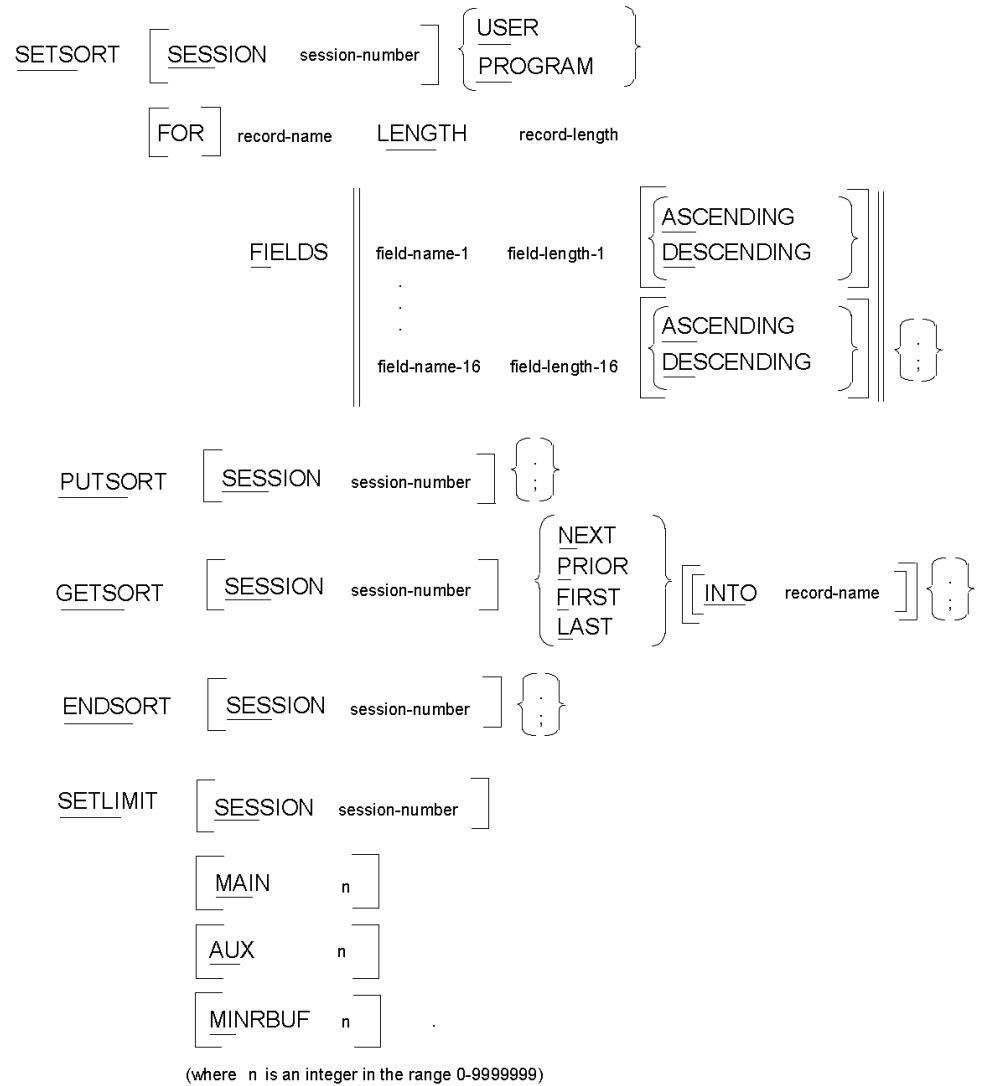 SETSORT SESSION session-number USER
PROGRAM
FOR record-name LENGTH record-length
ASCENDING
FIELDS field-name-1 field-length-1 DESCENDING
.
.
.
ASCENDING
field-name-16 field-length-16 DESCENDING
.
;
PUTSORT SESSION session-number .
;
NEXT
PRIOR
GETSORT SESSION session-number INTO record-name .
;
FIRST
LAST
ENDSORT SESSION session-number .
;
SETLIMIT SESSION session-number
MAIN n
AUX n
MINRBUF n .
(where n is an integer in the range 0-9999999)